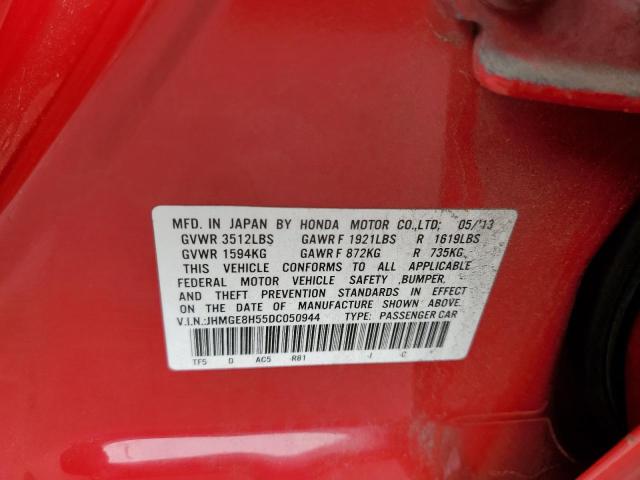 MFD. IN JAPAN BY HONDA MOTOR CO.,LTD; 05/'13
GVWR 3512LBS GAWR F 1921LBS R 1619LBS
GVWR 1594KG GAWR F 872KG R 735KG
THIS VEHICLE CONFORMS TO ALL APPLICABLE
FEDERAL MOTOR VEHICLE SAFETY ,BUMPER,
AND THEFT PREVENTION STANDARDS IN EFFECT
ON THE DATE OF MANUFACTURE SHOWN ABOVE.
V.I.N.:JHMGE8H55DC050944 TYPE: PASSENGER CAR
TF5 D AC5 -R81 -I -C